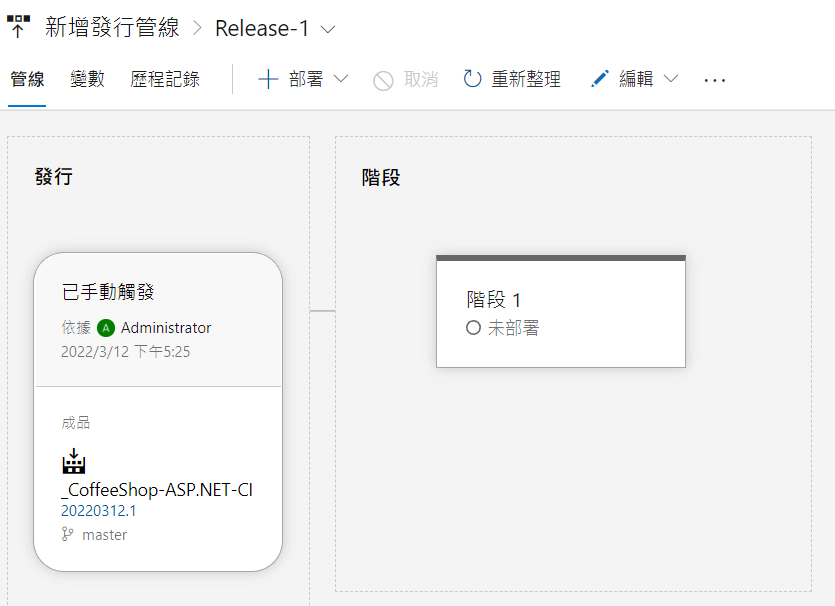 新增發行管線 > Release-1
管線 變數 歷程記錄 部署 取消 重新整理 編輯 ...
發行
已手動觸發
依據 A Administrator
2022/3/12 下午5:25
成品
_CoffeeShop-ASP.NET-CI
20220312.1
master
階段
階段 1
未部署